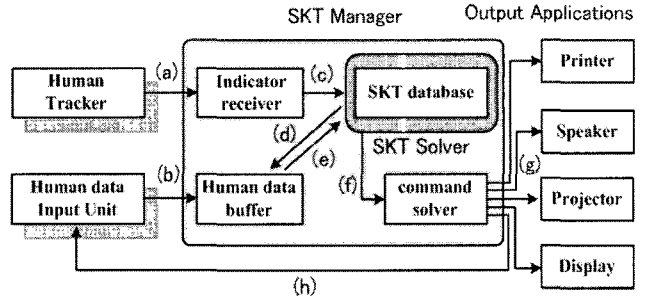 SKT Manager
Output Applications
Human
Tracker
(a)
Indicator
receiver
(c)
SKT database
SKT Solver
Printer
(d)
(e)
Speaker
Human data
Input Unit
(b)
Human data
buffer
(f)
command
solver
(g)
Projector
Display
(h)